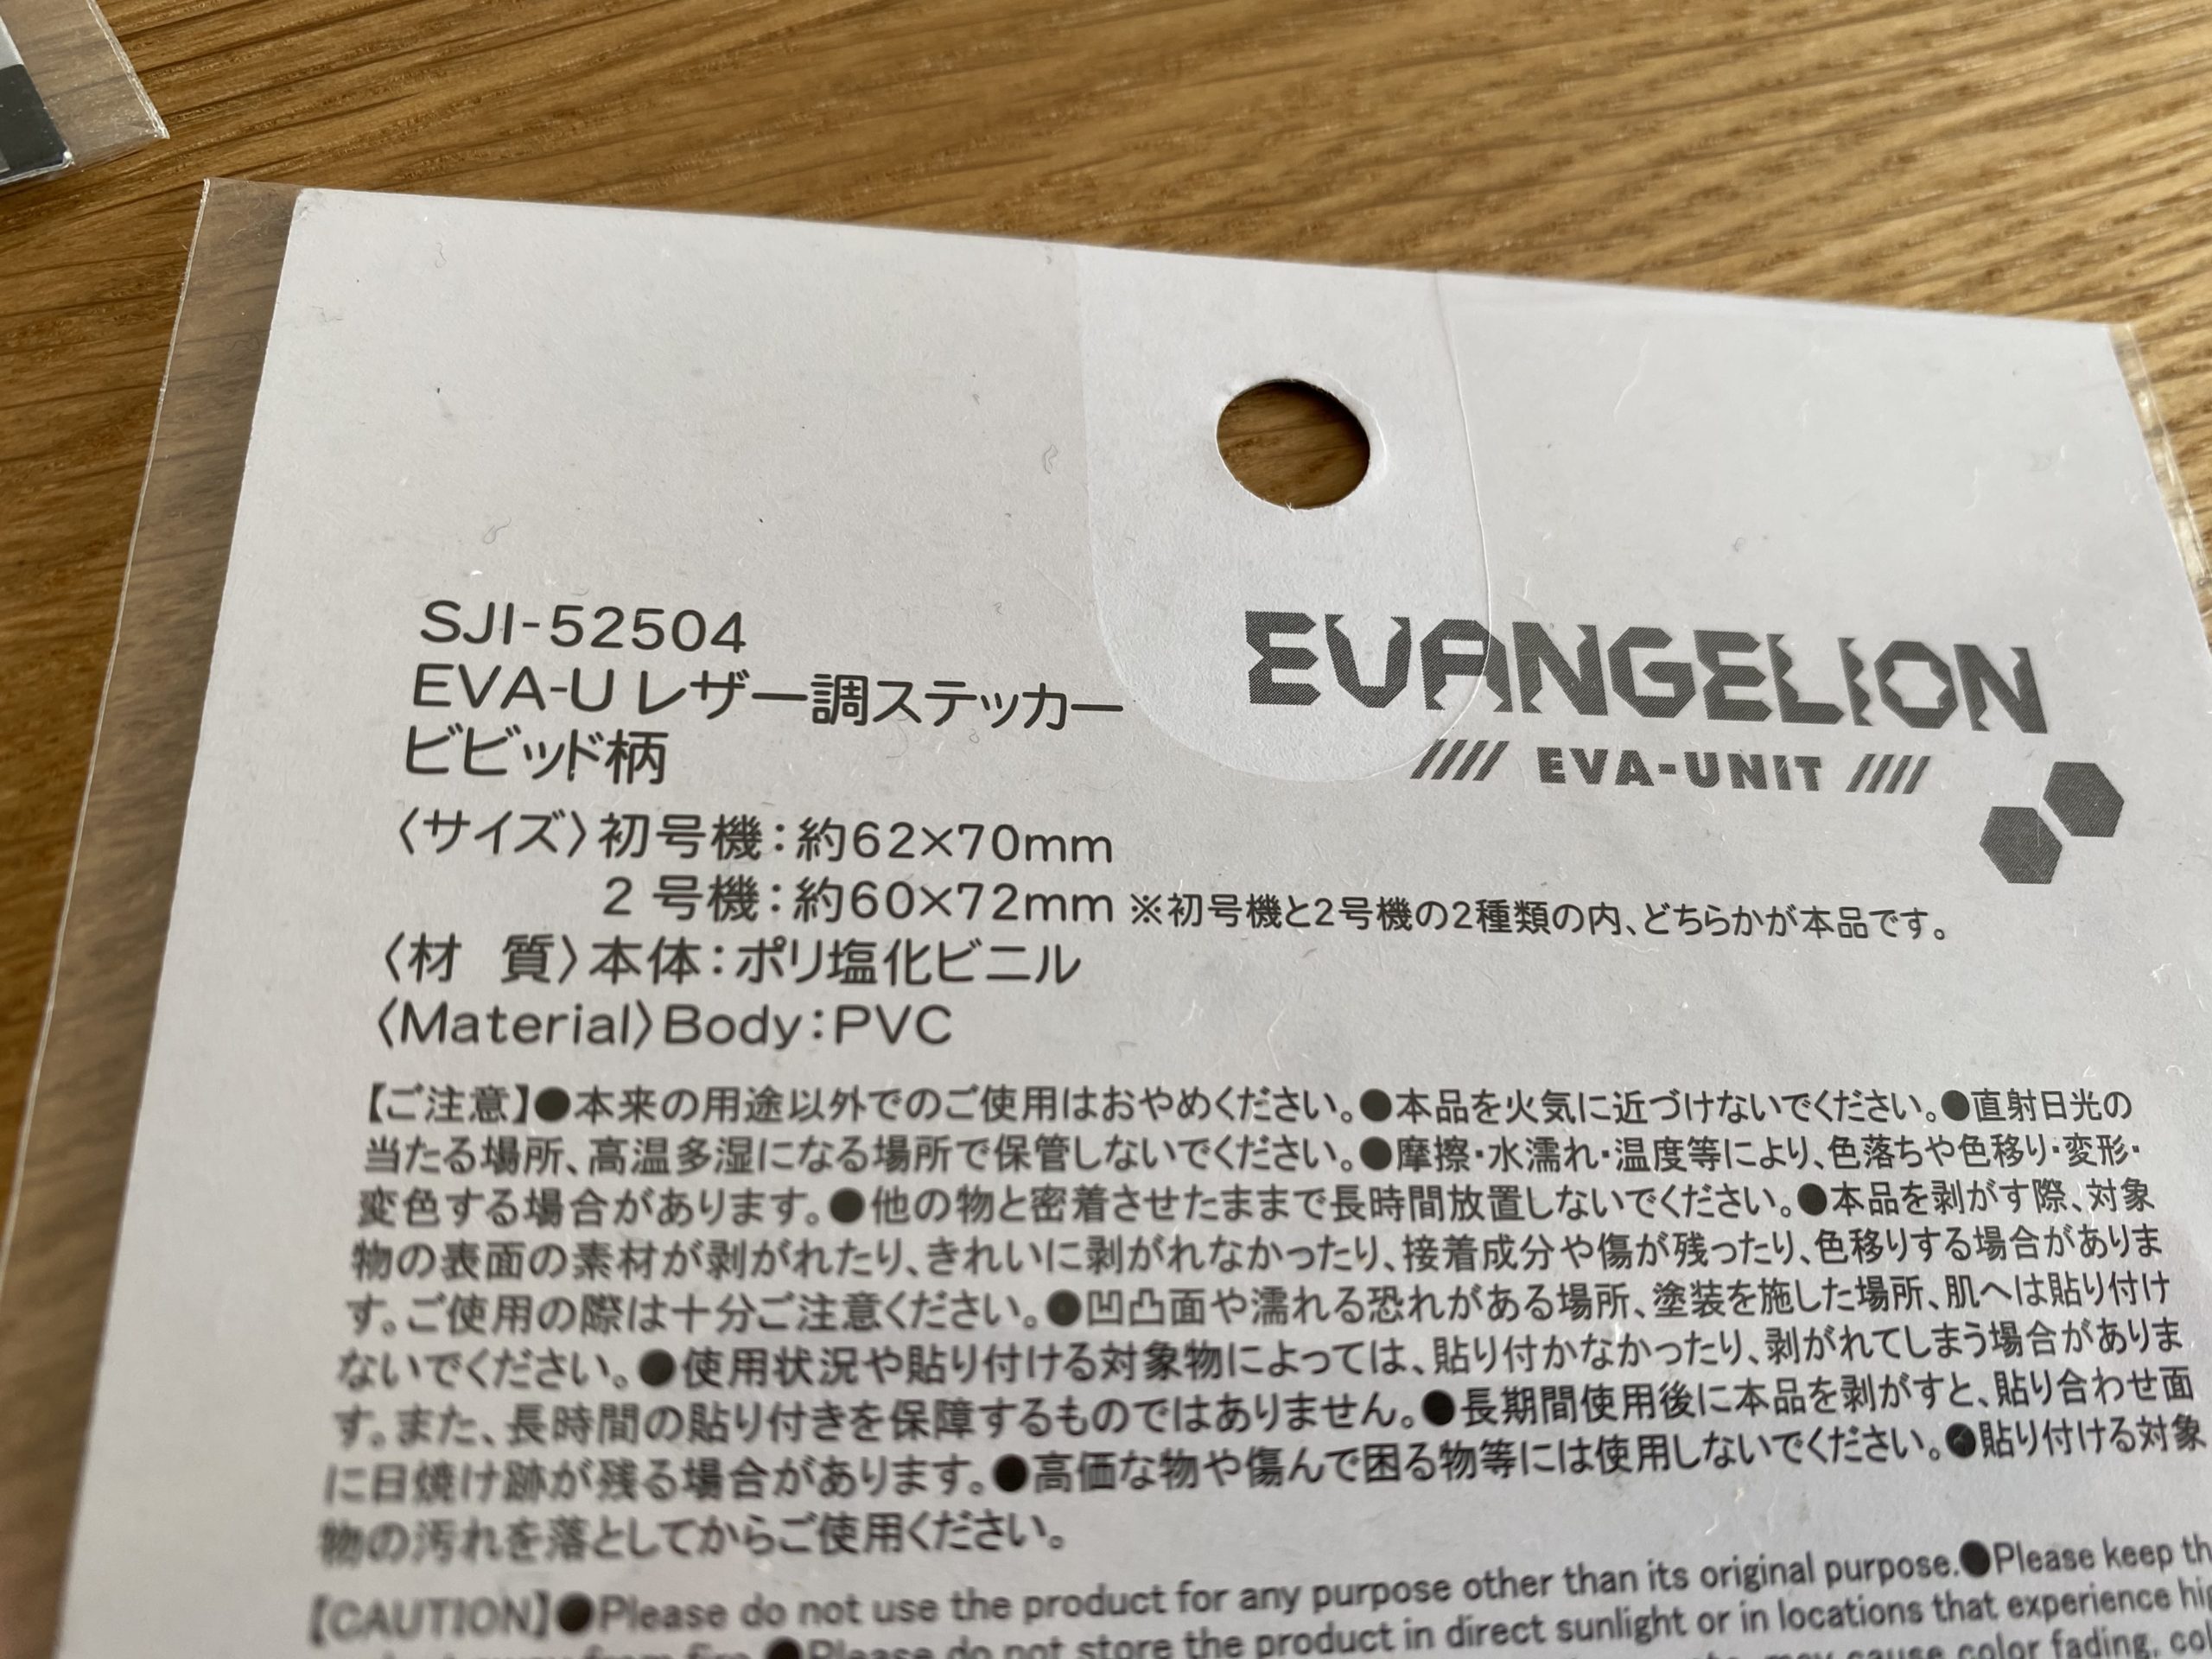 SJI-52504
EVA-U レザー調ステッカー
ビビッド柄
EVANGELION
//// EVA-UNIT ////
〈サイズ〉初号機：約62×70mm
2 号機：約60×72mm ※初号機と2号機の2種類の内、どちらかが本品です。
〈材 質〉本体：ポリ塩化ビニル
〈Material〉Body：PVC
【ご注意】●本来の用途以外でのご使用はおやめください。●本品を火気に近づけないでください。●直射日光の
当たる場所、高温多湿になる場所で保管しないでください。●摩擦・水濡れ・温度等により、色落ちや色移り・変形・
変色する場合があります。●他の物と密着させたままで長時間放置しないでください。●本品を剥がす際、対象
物の表面の素材が剥がれたり、きれいに剥がれなかったり、接着成分や傷が残ったり、色移りする場合がありま
す。ご使用の際は十分ご注意ください。●凹凸面や濡れる恐れがある場所、塗装を施した場所、肌へは貼り付け
ないでください。●使用状況や貼り付ける対象物によっては、貼り付かなかったり、剥がれてしまう場合がありま
す。また、長時間の貼り付きを保障するものではありません。●長期間使用後に本品を剥がすと、貼り合わせ面
に日焼け跡が残る場合があります。●高価な物や傷んで困る物等には使用しないでください。●貼り付ける対象
物の汚れを落としてからご使用ください。
【CAUTION】●Please do not use the product for any purpose other than its original purpose.●Please keep
away from fire.●Please do not store the product in direct sunlight or in locations that experience
may cause color fading,